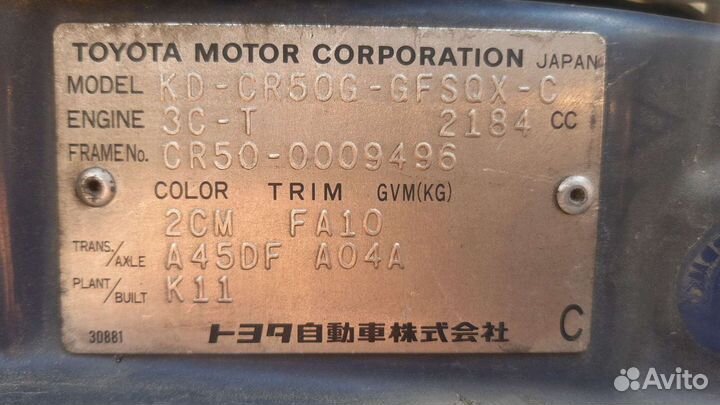 TOYOTA MOTOR CORPORATION JAPAN
MODEL KD-CR50G-GFSQX-C
ENGINE 3C-T 2184 CC
FRAME No. CR50-0009496
COLOR TRIM GVM(KG)
2CM FA10
TRANS./AXLE A45DF A04A
PLANT/BUILT K11
30881 トヨタ自動車株式会社 C
Avito